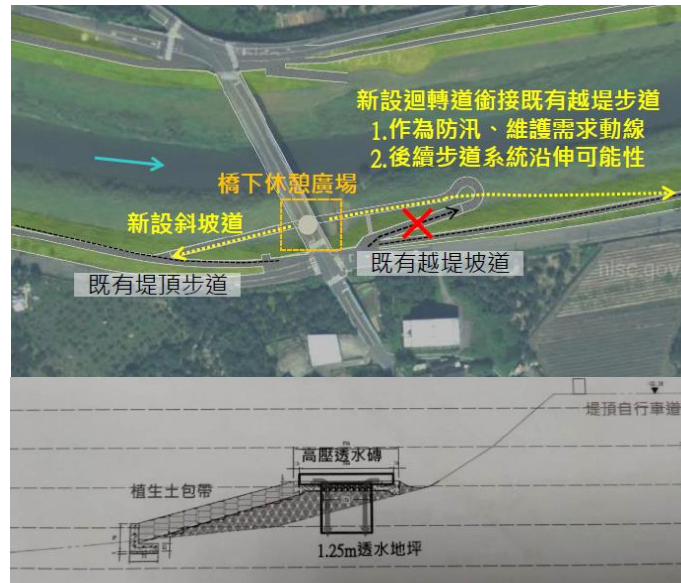 新設迴轉道銜接既有越堤步道
1.作為防汛、維護需求動線
2.後續步道系統沿伸可能性
橋下休憩廣場
新設斜坡道
既有堤頂步道
既有越堤坡道
nlsc.gov
堤頂自行車道
高壓透水磚
植生土包帶
1.25m透水地坪